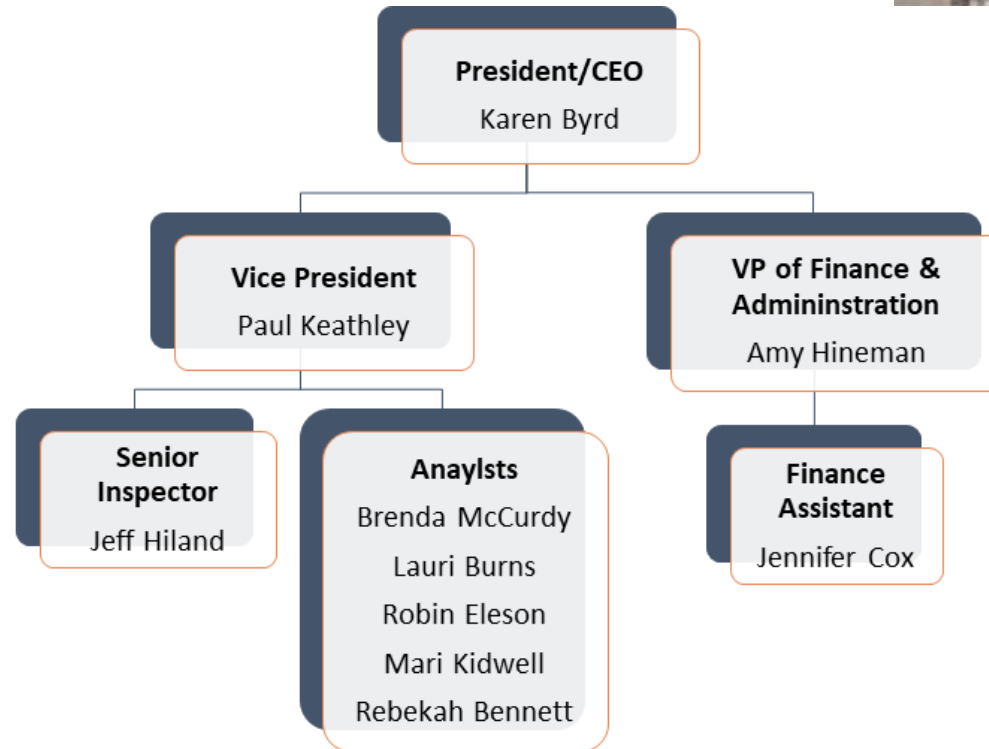 President/CEO
Karen Byrd
Vice President
Paul Keathley
VP of Finance &
Admininstration
Amy Hineman
Senior
Inspector
Jeff Hiland
Anaylsts
Brenda McCurdy
Lauri Burns
Robin Eleson
Mari Kidwell
Rebekah Bennett
Finance
Assistant
Jennifer Cox